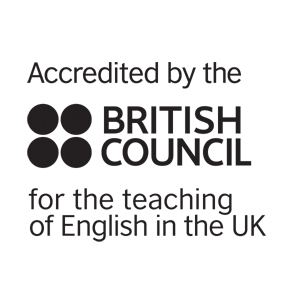 Accredited by the
BRITISH
COUNCIL
for the teaching
of English in the UK